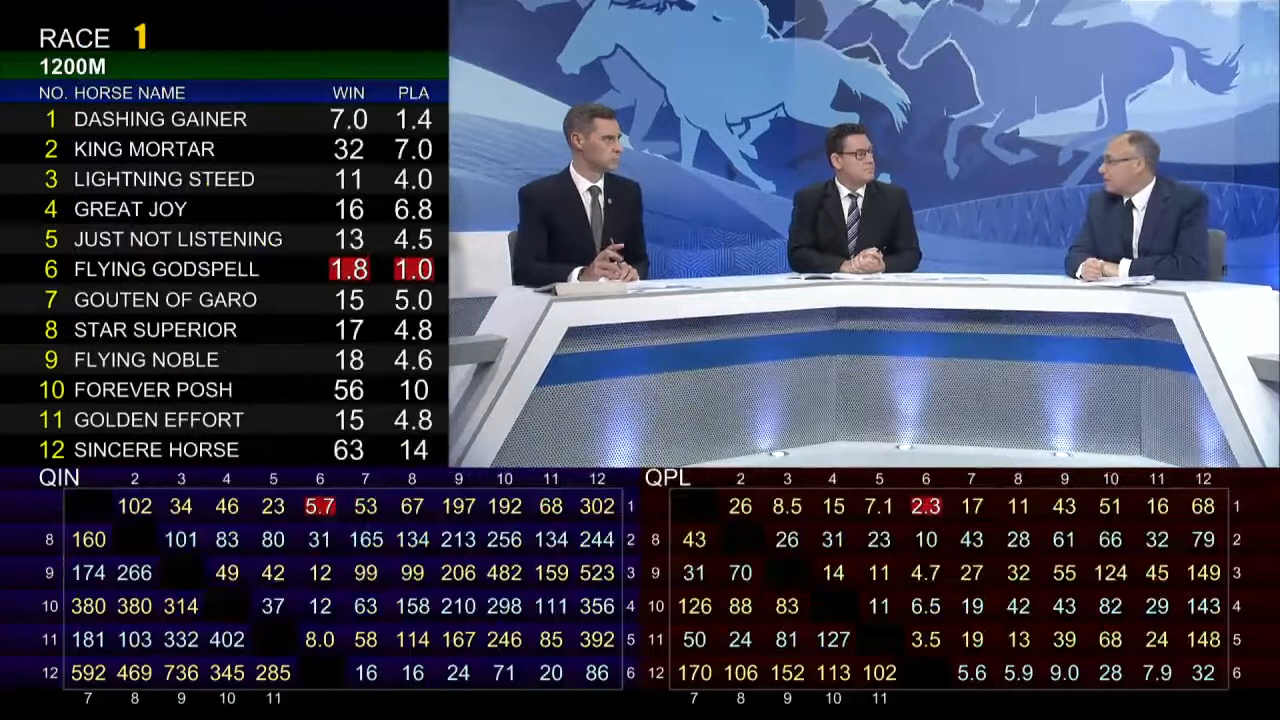 RACE 1
1200M
NO. HORSE NAME WIN PLA
1 DASHING GAINER 7.0 1.4
2 KING MORTAR 32 7.0
3 LIGHTNING STEED 11 4.0
4 GREAT JOY 16 6.8
5 JUST NOT LISTENING 13 4.5
6 FLYING GODSPELL 1.8 1.0
7 GOUTEN OF GARO 15 5.0
8 STAR SUPERIOR 17 4.8
9 FLYING NOBLE 18 4.6
10 FOREVER POSH 56 10
11 GOLDEN EFFORT 15 4.8
12 SINCERE HORSE 63 14
QIN 2 3 4 5 6 7 8 9 10 11 12
102 34 46 23 5.7 53 67 197 192 68 302 1
8 160 101 83 80 31 165 134 213 256 134 244 2
9 174 266 49 42 12 99 99 206 482 159 523 3
10 380 380 314 37 12 63 158 210 298 111 356 4
11 181 103 332 402 8.0 58 114 167 246 85 392 5
12 592 469 736 345 285 16 16 24 71 20 86 6
7 8 9 10 11
QPL 2 3 4 5 6 7 8 9 10 11 12
26 8.5 15 7.1 2.3 17 11 43 51 16 68 1
8 43 26 31 23 10 43 28 61 66 32 79 2
9 31 70 14 11 4.7 27 32 55 124 45 149 3
10 126 88 83 11 6.5 19 42 43 82 29 143 4
11 50 24 81 127 3.5 19 13 39 68 24 148 5
12 170 106 152 113 102 5.6 5.9 9.0 28 7.9 32 6
7 8 9 10 11